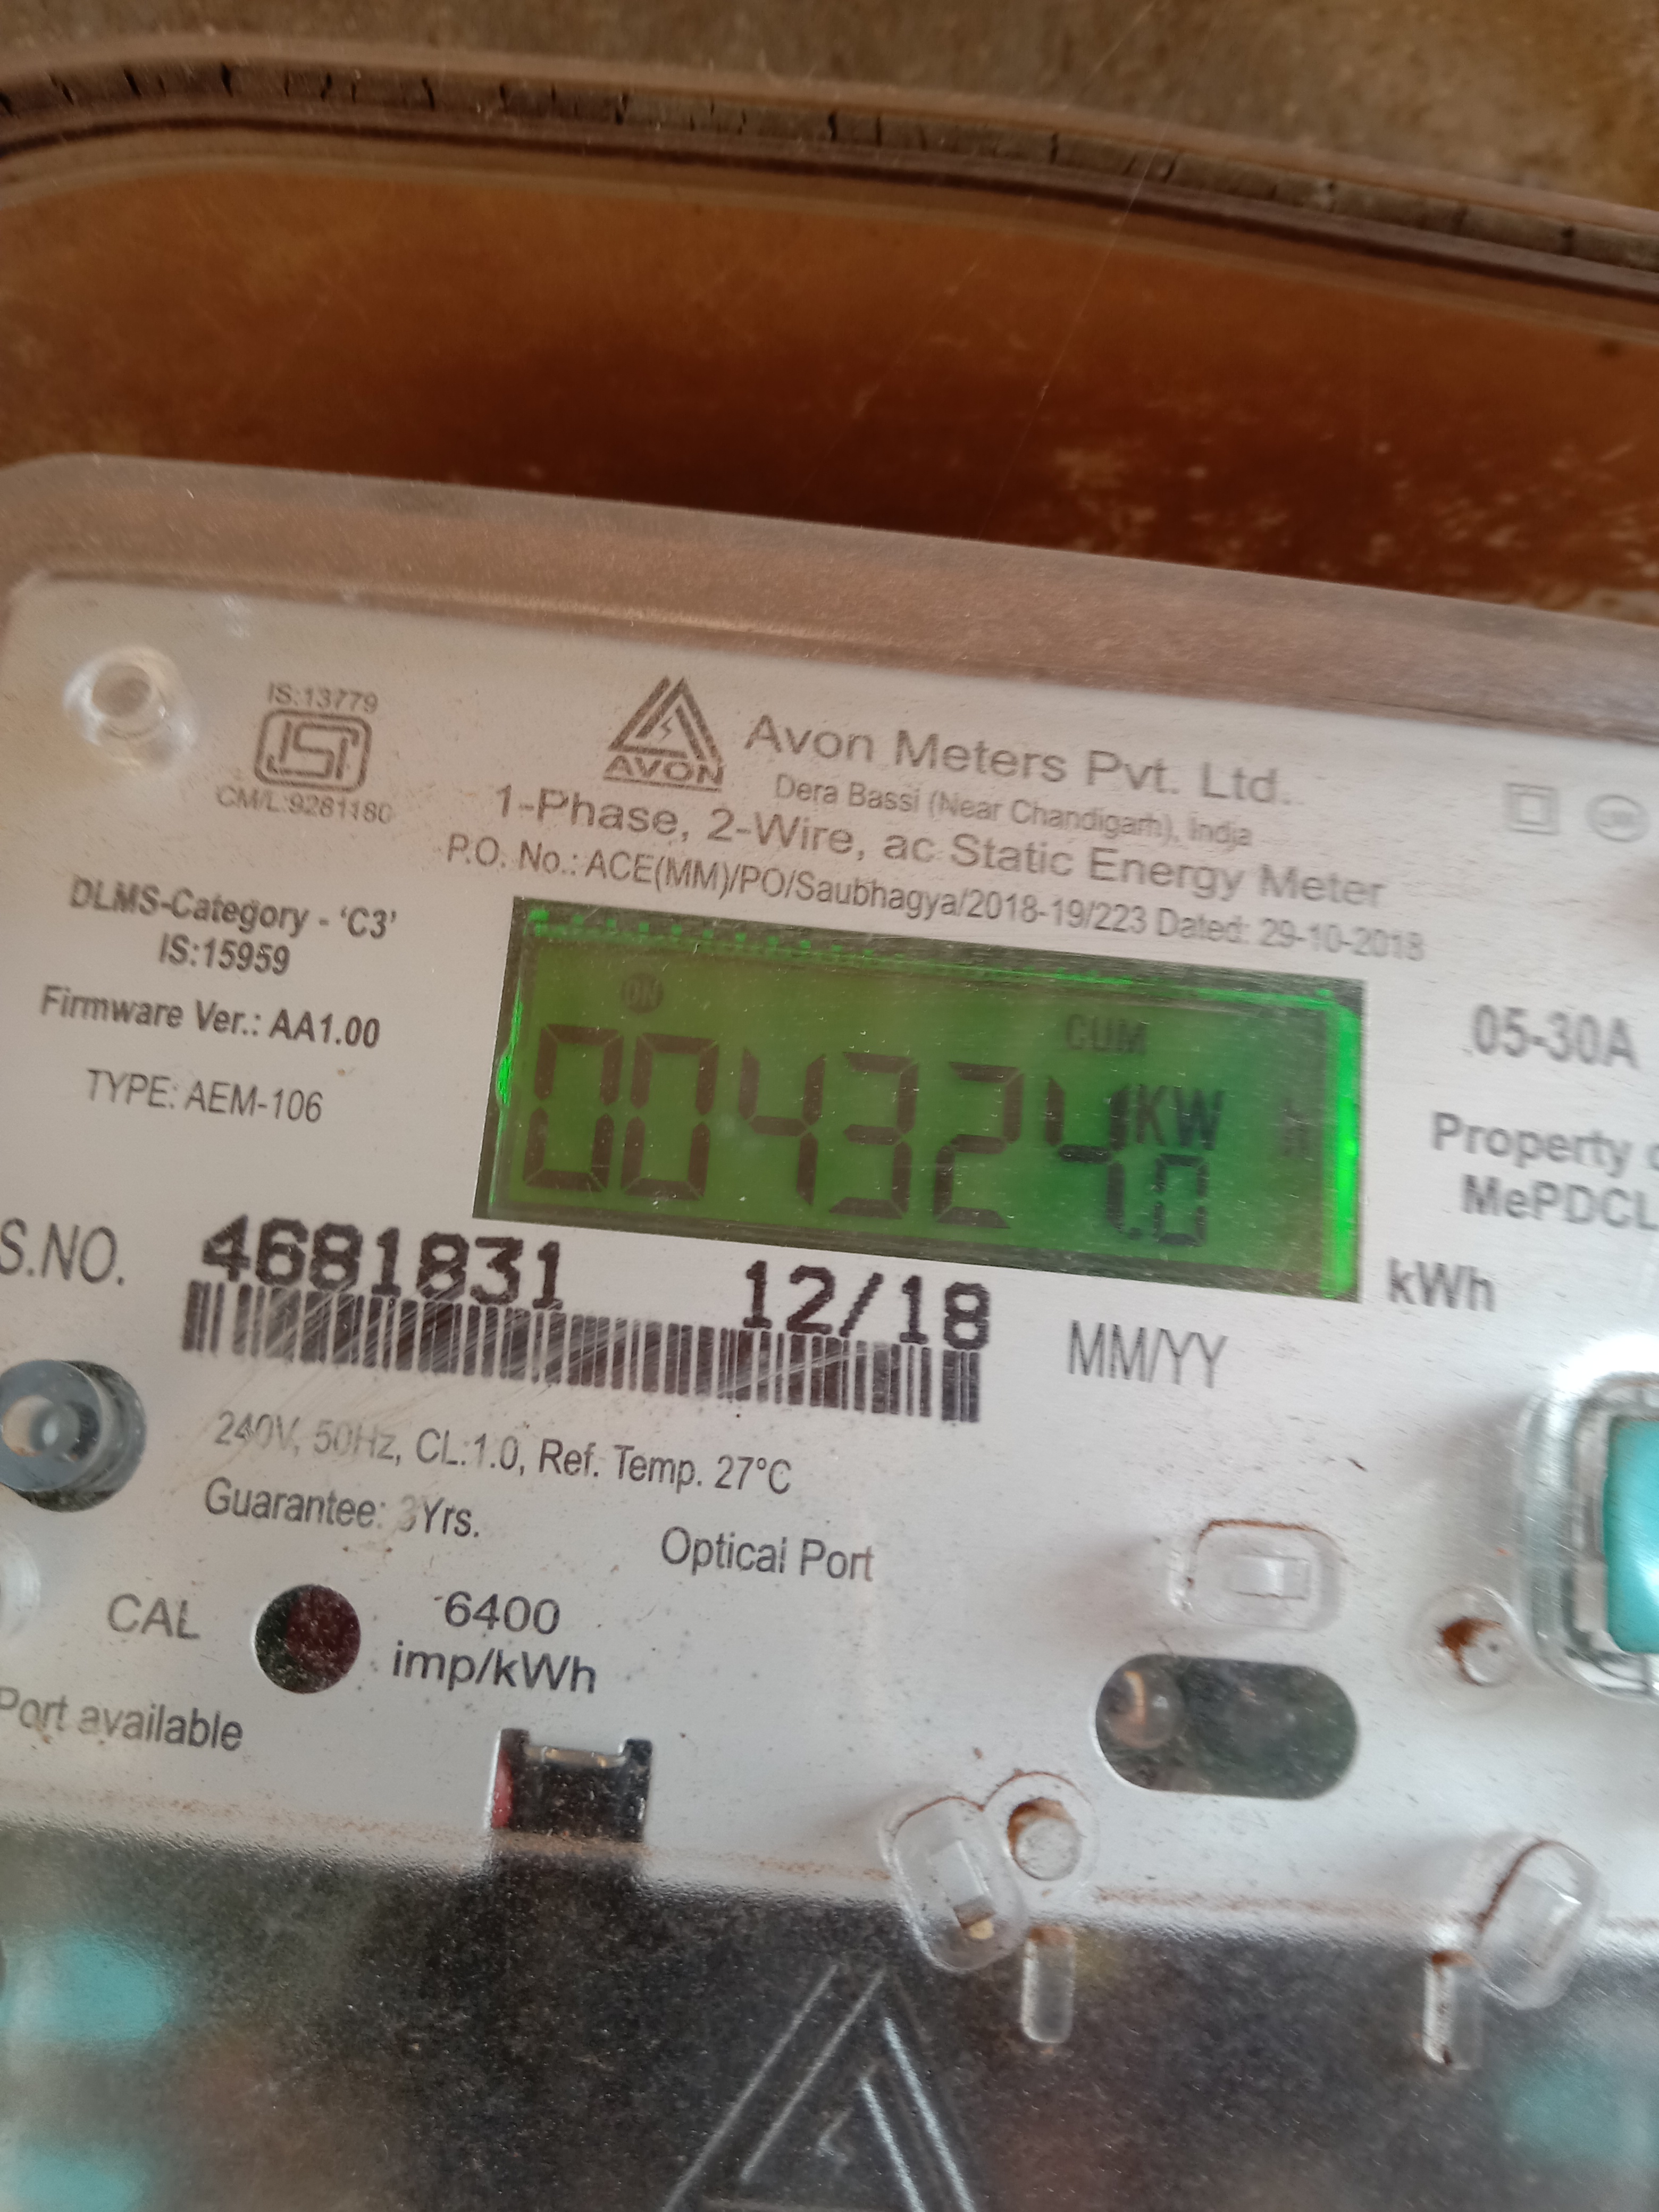 IS:13779
ISI
CM/L:9281180
AVON
Avon Meters Pvt. Ltd.
Dera Bassi (Near Chandigarh), India
1-Phase, 2-Wire, ac Static Energy Meter
P.O. No.: ACE(MM)/PO/Saubhagya/2018-19/223 Dated: 29-10-2018
DLMS-Category - 'C3'
IS:15959
Firmware Ver.: AA1.00
TYPE: AEM-106
ON
CUM
004324.0 KWh
05-30A
Property
MePDCL
kWh
S.NO. 4681831 12/18 MM/YY
240V, 50Hz, CL:1.0, Ref. Temp. 27°C
Guarantee: 3Yrs.
Optical Port
CAL
6400
imp/kWh
Port available